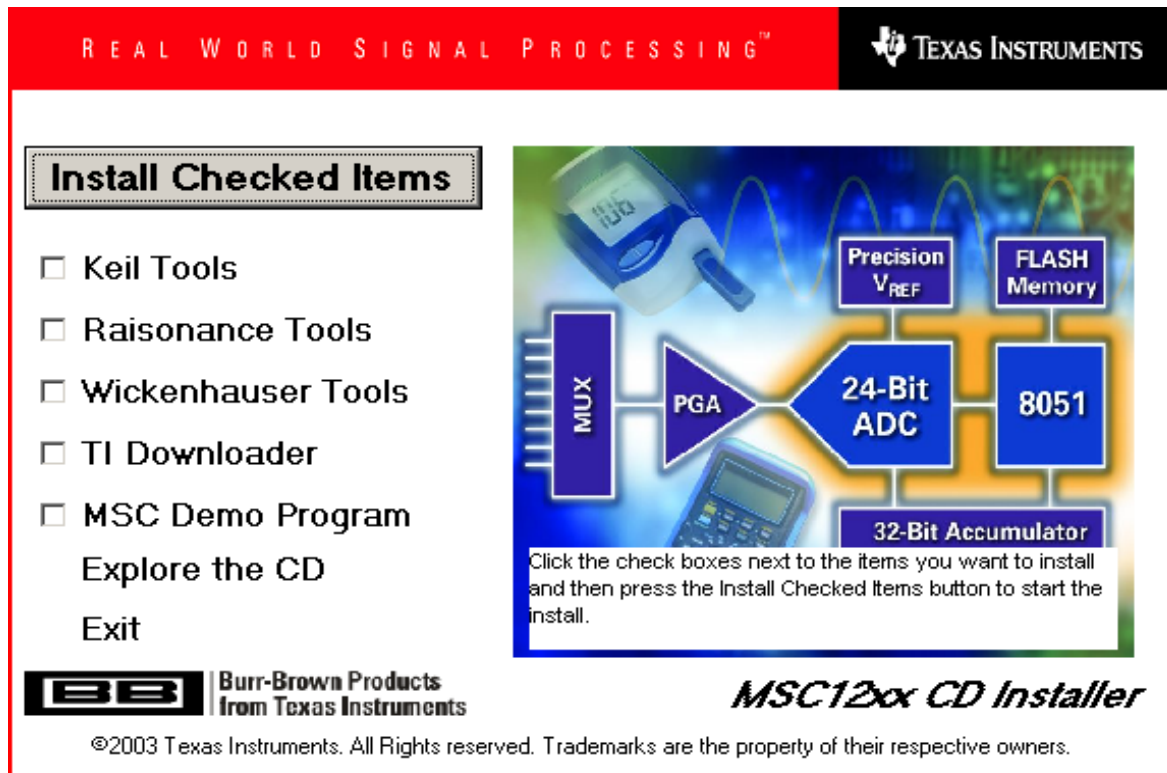 REAL WORLD SIGNAL PROCESSING™
TEXAS INSTRUMENTS
Install Checked Items
Keil Tools
Raisonance Tools
Wickenhauser Tools
TI Downloader
MSC Demo Program
Explore the CD
Exit
106
Precision
VREF
FLASH
Memory
MUX
PGA
24-Bit
ADC
8051
32-Bit Accumulator
Click the check boxes next to the items you want to install
and then press the Install Checked Items button to start the
install.
BB
Burr-Brown Products
from Texas Instruments
MSC12xx CD Installer
©2003 Texas Instruments. All Rights reserved. Trademarks are the property of their respective owners.